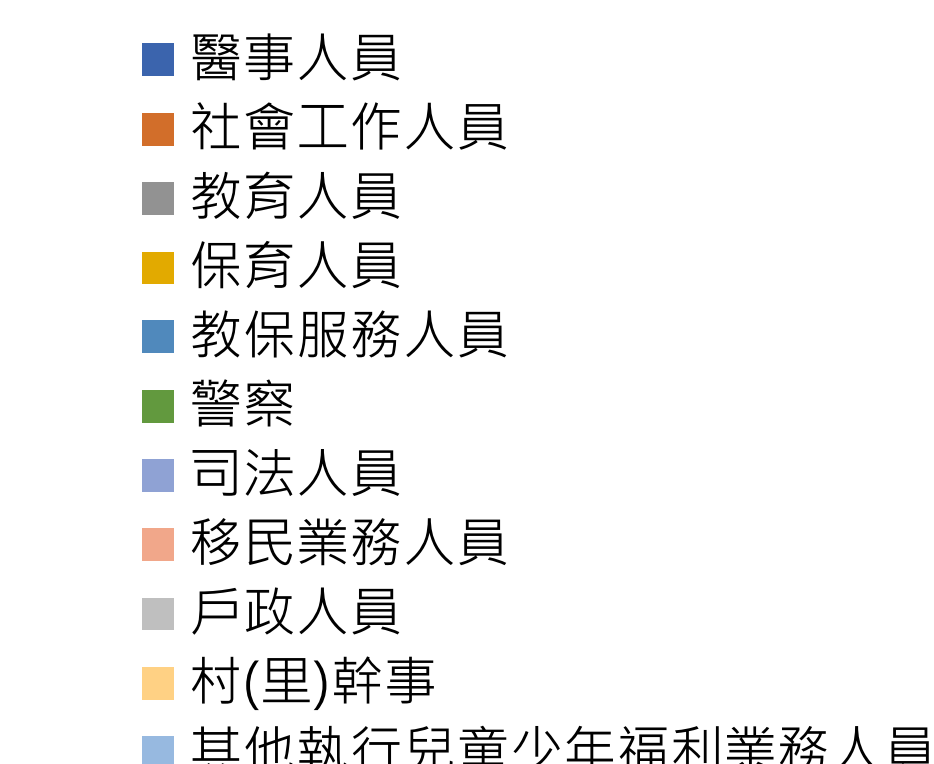 醫事人員
社會工作人員
教育人員
保育人員
教保服務人員
警察
司法人員
移民業務人員
戶政人員
村(里)幹事
其他執行兒童少年福利業務人員